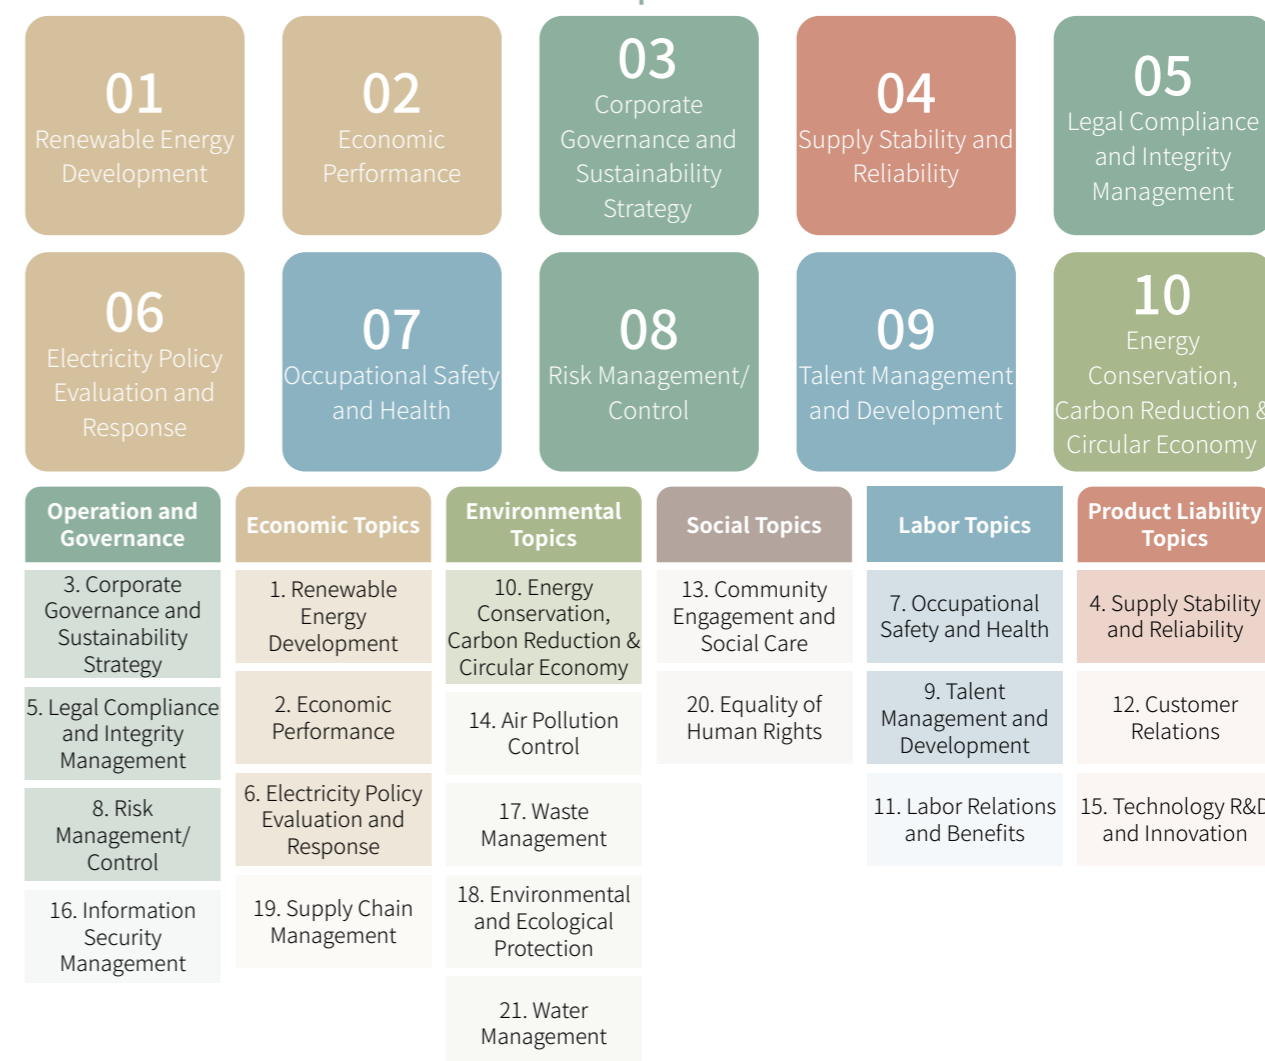 01
Renewable Energy
Development
02
Economic
Performance
03
Corporate
Governance and
Sustainability
Strategy
04
Supply Stability and
Reliability
05
Legal Compliance
and Integrity
Management
06
Electricity Policy
Evaluation and
Response
07
Occupational Safety
and Health
08
Risk Management/
Control
09
Talent Management
and Development
10
Energy
Conservation,
Carbon Reduction &
Circular Economy
Operation and
Governance
3. Corporate
Governance and
Sustainability
Strategy
5. Legal Compliance
and Integrity
Management
8. Risk
Management/
Control
16. Information
Security
Management
Economic Topics
1. Renewable
Energy
Development
2. Economic
Performance
6. Electricity Policy
Evaluation and
Response
19. Supply Chain
Management
Environmental
Topics
10. Energy
Conservation,
Carbon Reduction &
Circular Economy
14. Air Pollution
Control
17. Waste
Management
18. Environmental
and Ecological
Protection
21. Water
Management
Social Topics
13. Community
Engagement and
Social Care
20. Equality of
Human Rights
Labor Topics
7. Occupational
Safety and Health
9. Talent
Management and
Development
11. Labor Relations
and Benefits
Product Liability
Topics
4. Supply Stability
and Reliability
12. Customer
Relations
15. Technology R&D
and Innovation